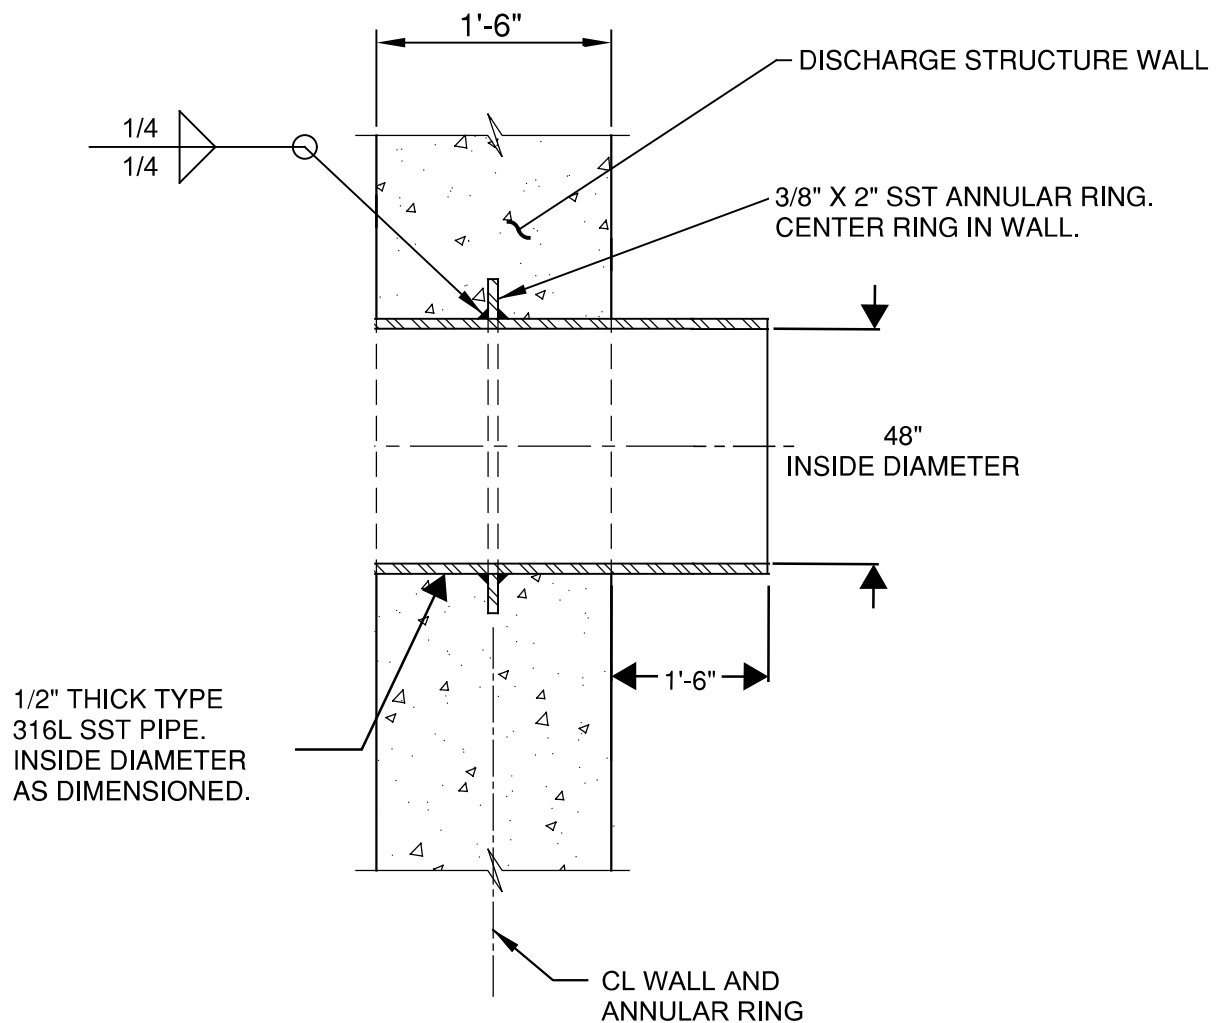 1'-6"
DISCHARGE STRUCTURE WALL
1/4
1/4
3/8" X 2" SST ANNULAR RING.
CENTER RING IN WALL.
48"
INSIDE DIAMETER
1'-6"
1/2" THICK TYPE
316L SST PIPE.
INSIDE DIAMETER
AS DIMENSIONED.
CL WALL AND
ANNULAR RING